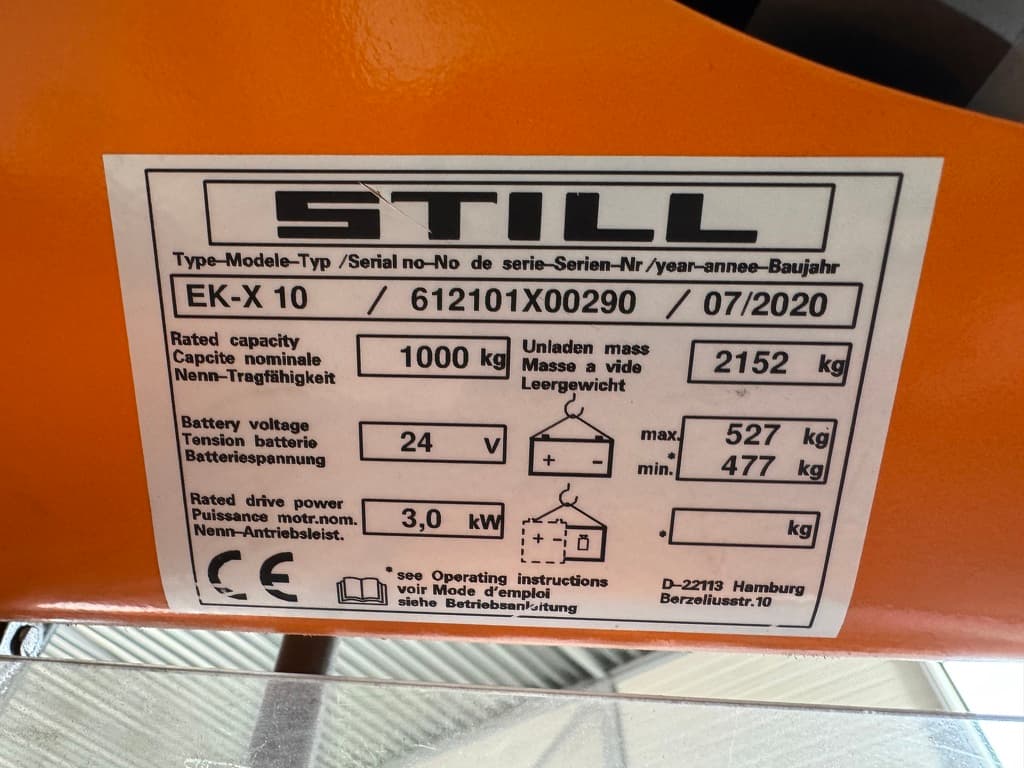 STILL
Type-Modele-Typ /Serial no-No de serie-Serien-Nr /year-annee-Baujahr
EK-X 10 / 612101X00290 / 07/2020
Rated capacity
Capcite nominale
Nenn-Tragfähigkeit
1000 kg
Unladen mass
Masse a vide
Leergewicht
2152 kg
Battery voltage
Tension batterie
Batteriespannung
24 V
+ -
max. 527 kg
min.* 477 kg
Rated drive power
Puissance motr.nom.
Nenn-Antriebsleist.
3,0 kW
+ -
* kg
CE
*see Operating instructions
voir Mode d'emploi
siehe Betriebsanleitung
D-22113 Hamburg
Berzeliusstr.10